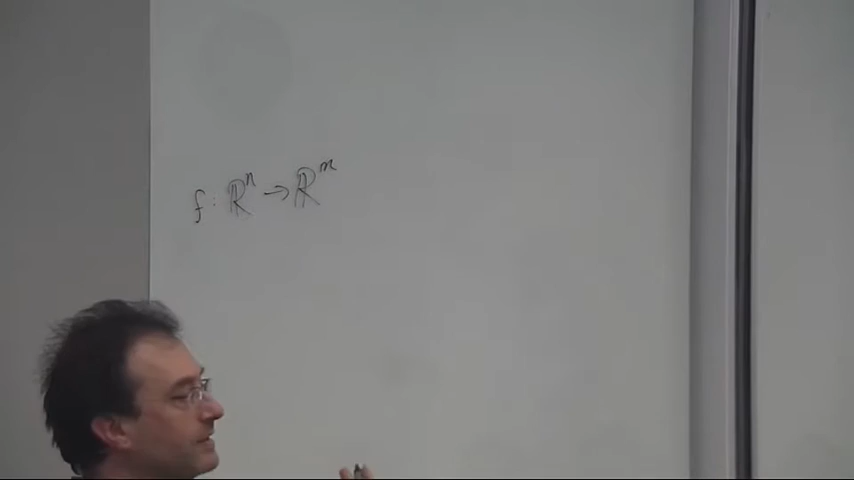 f: ℝⁿ → ℝᵐ